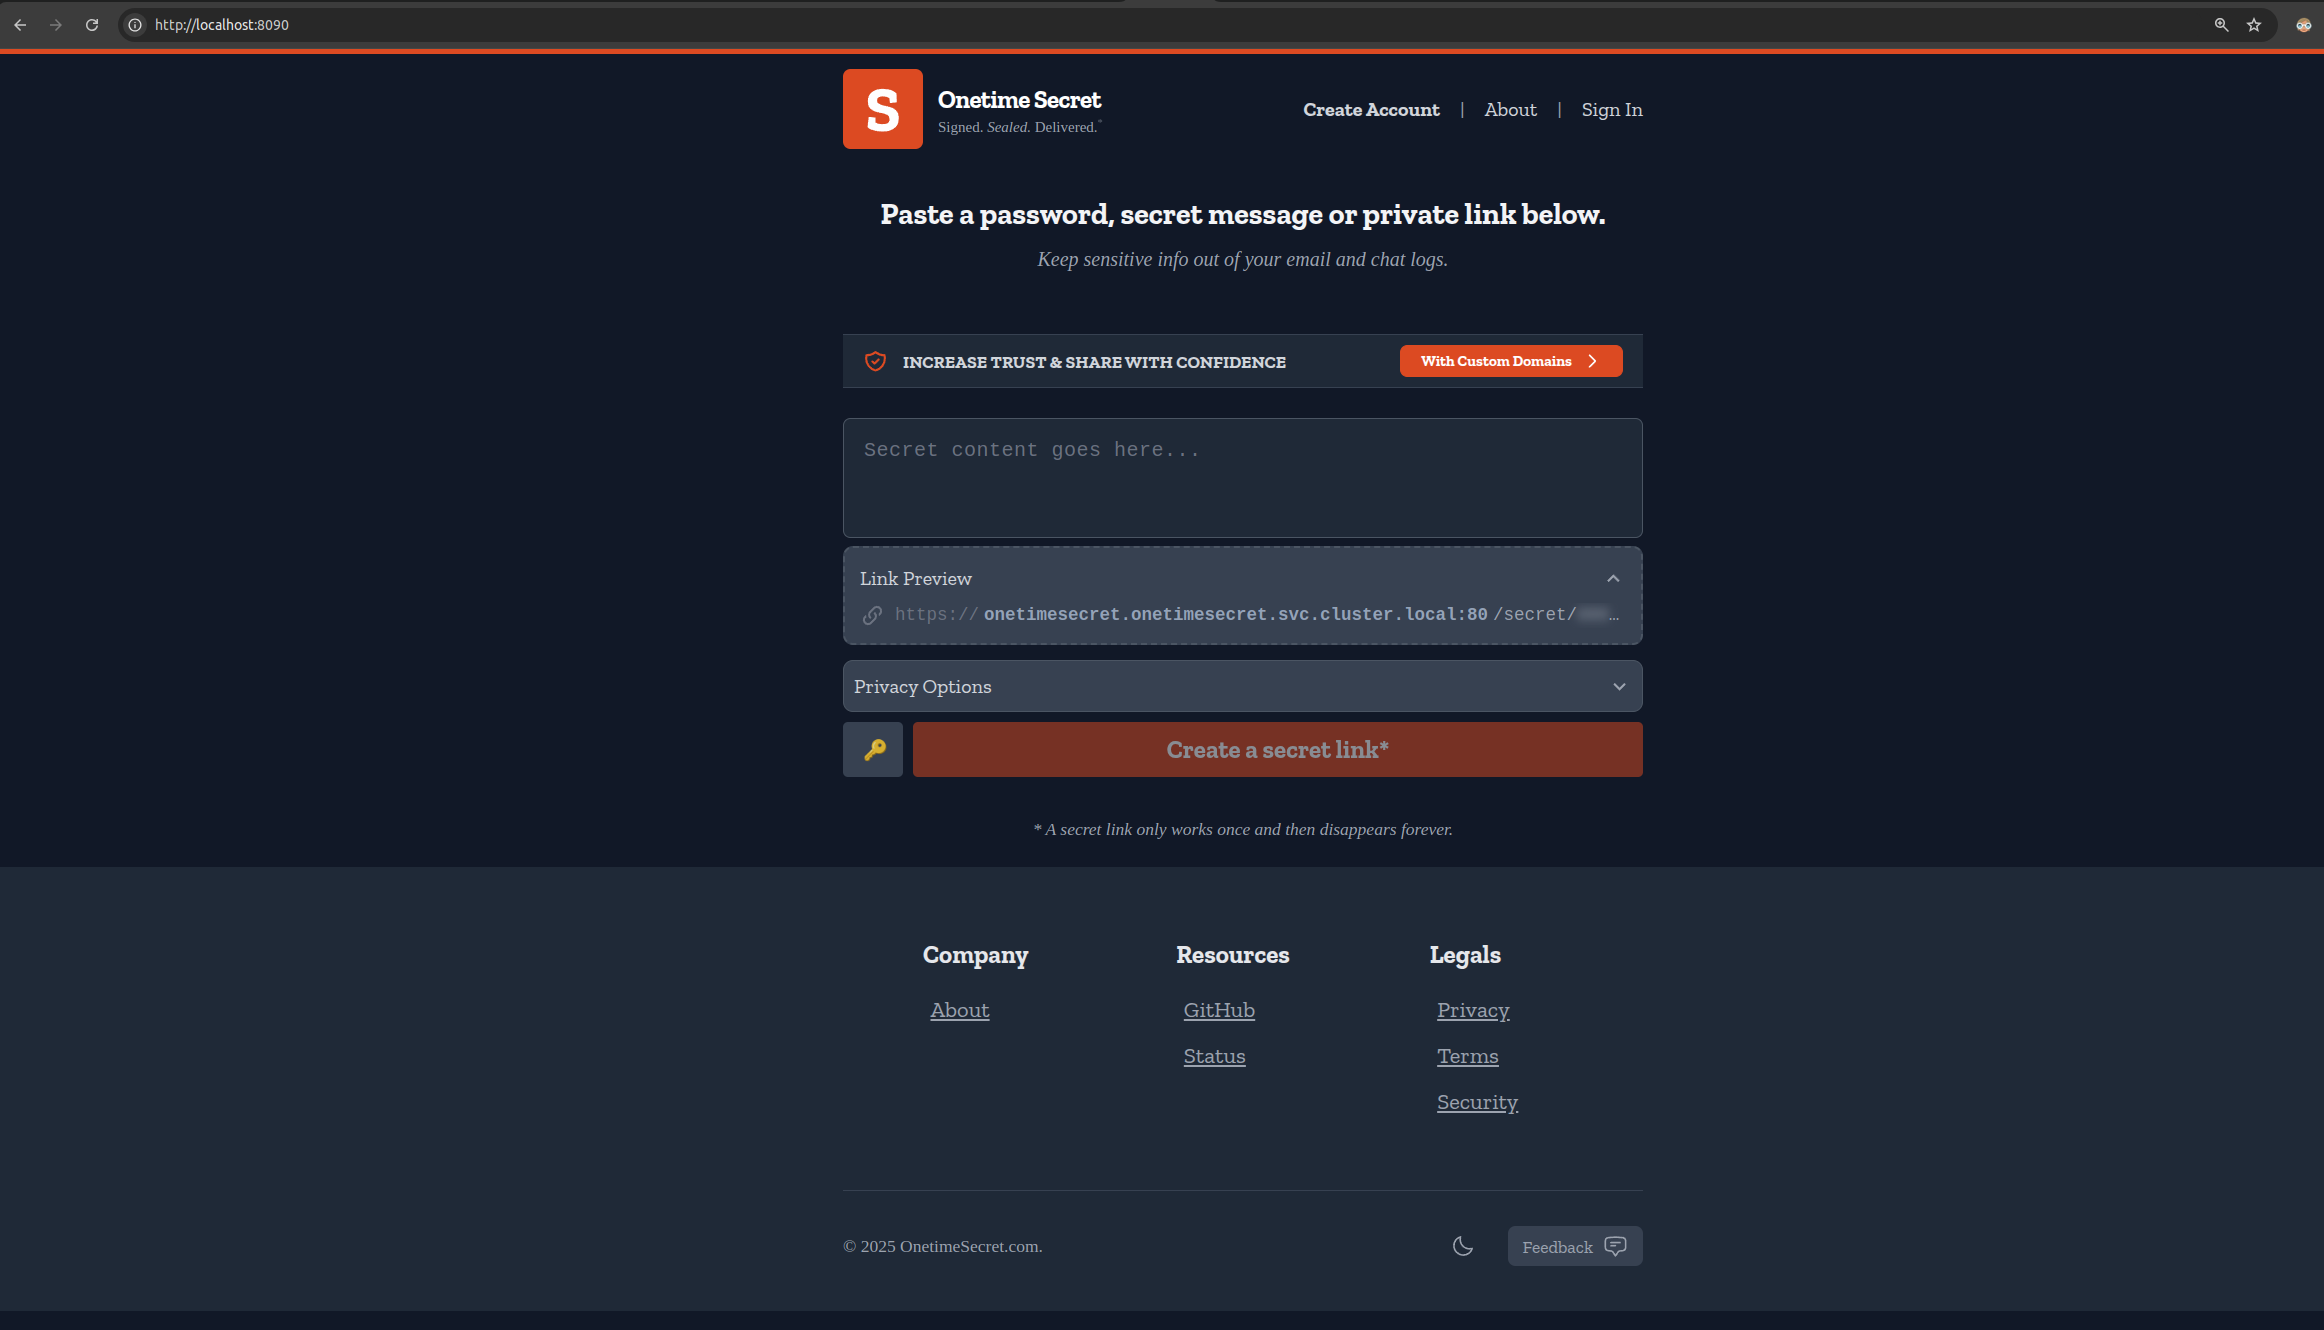 http://localhost:8090
S
Onetime Secret
Signed. Sealed. Delivered.
Create Account | About | Sign In
Paste a password, secret message or private link below.
Keep sensitive info out of your email and chat logs.
INCREASE TRUST & SHARE WITH CONFIDENCE
With Custom Domains
Secret content goes here...
Link Preview
https:// onetimesecret.onetimesecret.svc.cluster.local:80 /secret/ ...
Privacy Options
Create a secret link*
* A secret link only works once and then disappears forever.
Company
About
Resources
GitHub
Status
Legals
Privacy
Terms
Security
© 2025 OnetimeSecret.com.
Feedback